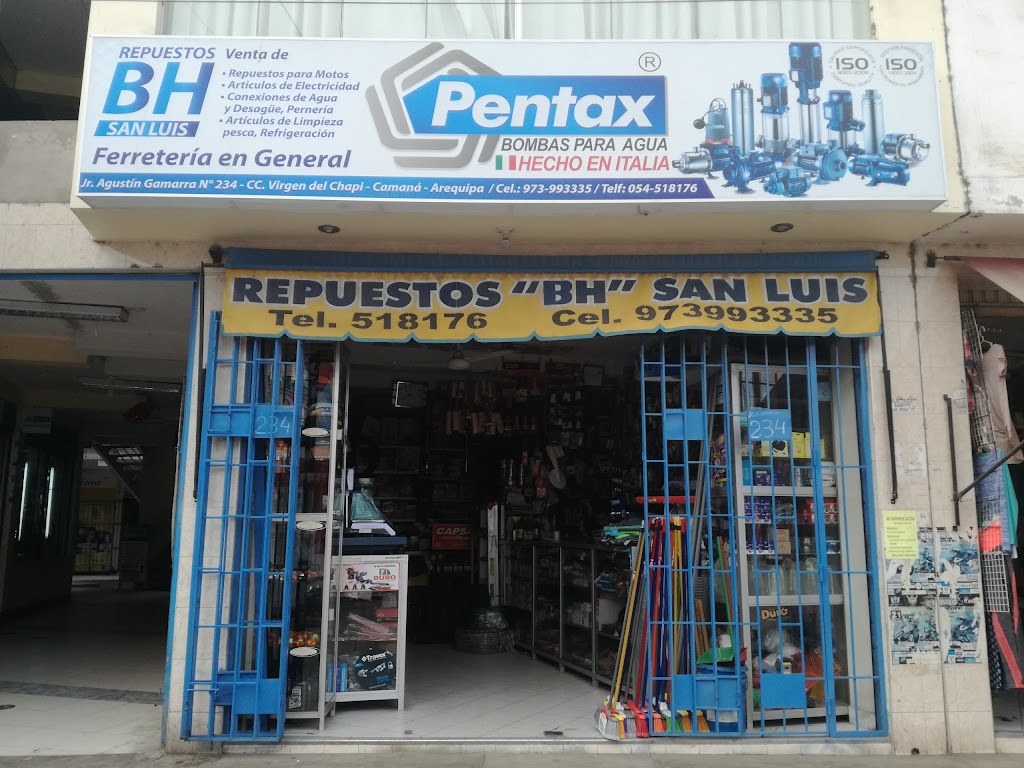 REPUESTOS
BH
SAN LUIS
Venta de
• Repuestos para Motos
• Articulos de Electricidad
• Conexiones de Agua
y Desagüe, Pernería
• Artículos de Limpieza
pesca, Refrigeración
Ferretería en General
Pentax
®
BOMBAS PARA AGUA
HECHO EN ITALIA
ISO
ISO
Jr. Agustín Gamarra N° 234 - CC. Virgen del Chapi - Camaná - Arequipa / Cel.: 973-993335 / Telf: 054-518176
REPUESTOS "BH" SAN LUIS
Tel. 518176 Cel. 973993335
234
234
CAPS
DURO
Travex
Duro